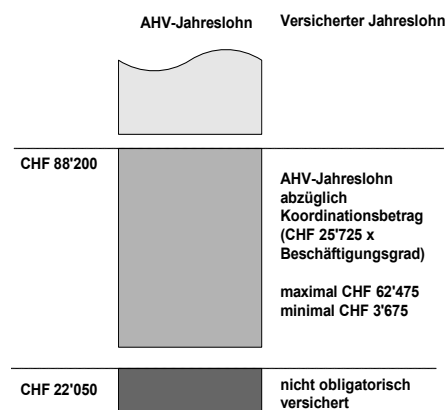 AHV-Jahreslohn Versicherter Jahreslohn
CHF 88'200
AHV-Jahreslohn
abzüglich
Koordinationsbetrag
(CHF 25'725 x
Beschäftigungsgrad)
maximal CHF 62'475
minimal CHF 3'675
CHF 22'050
nicht obligatorisch
versichert